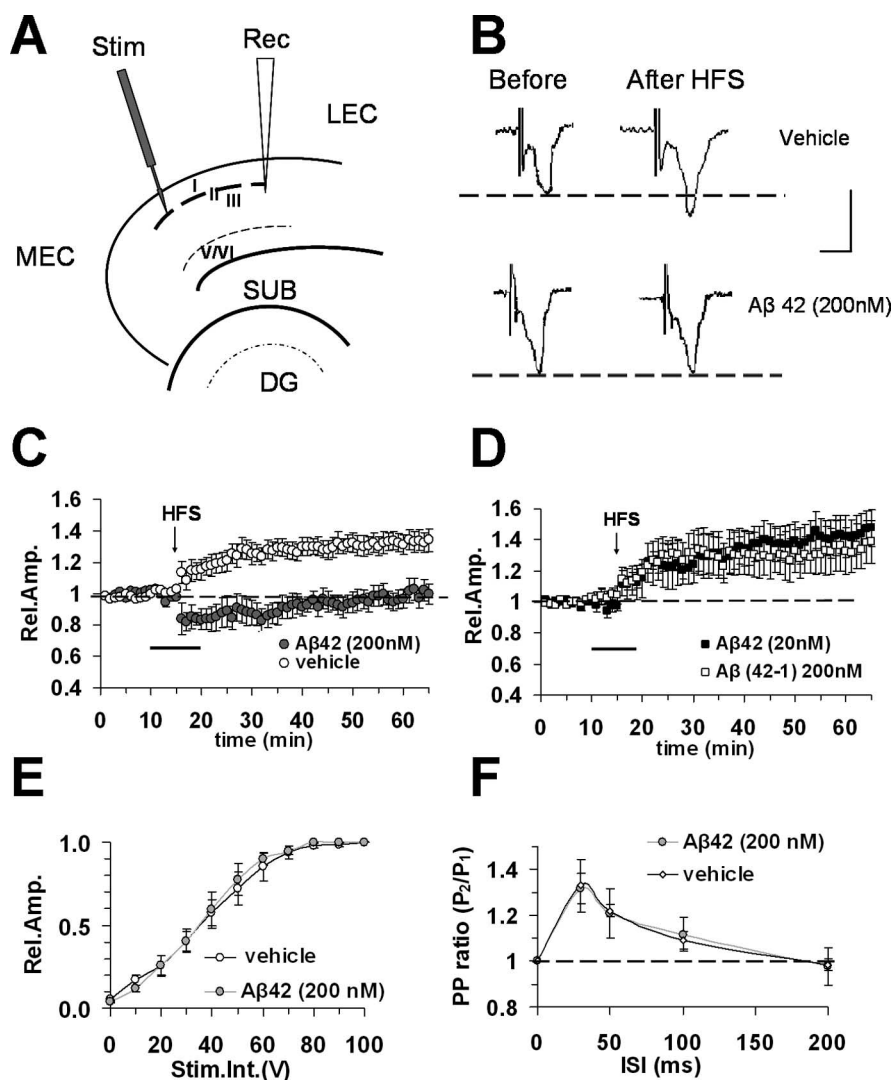 A
Stim
Rec
LEC
I
II
III
MEC
V/VI
SUB
DG
B
Before
After HFS
Vehicle
Aβ 42 (200nM)
C
1.6
1.4
1.2
1
0.8
0.6
0.4
Rel.Amp.
HFS
Aβ42 (200nM)
vehicle
0 10 20 30 40 50 60
time (min)
D
1.6
1.4
1.2
1
0.8
0.6
0.4
Rel.Amp.
HFS
Aβ42 (20nM)
Aβ (42-1) 200nM
0 10 20 30 40 50 60
time (min)
E
1.0
0.5
0.0
Rel.Amp.
vehicle
Aβ42 (200 nM)
0 20 40 60 80 100
Stim.Int.(V)
F
1.4
1.2
1
0.8
PP ratio (P₂/P₁)
Aβ42 (200 nM)
vehicle
0 50 100 150 200
ISI (ms)